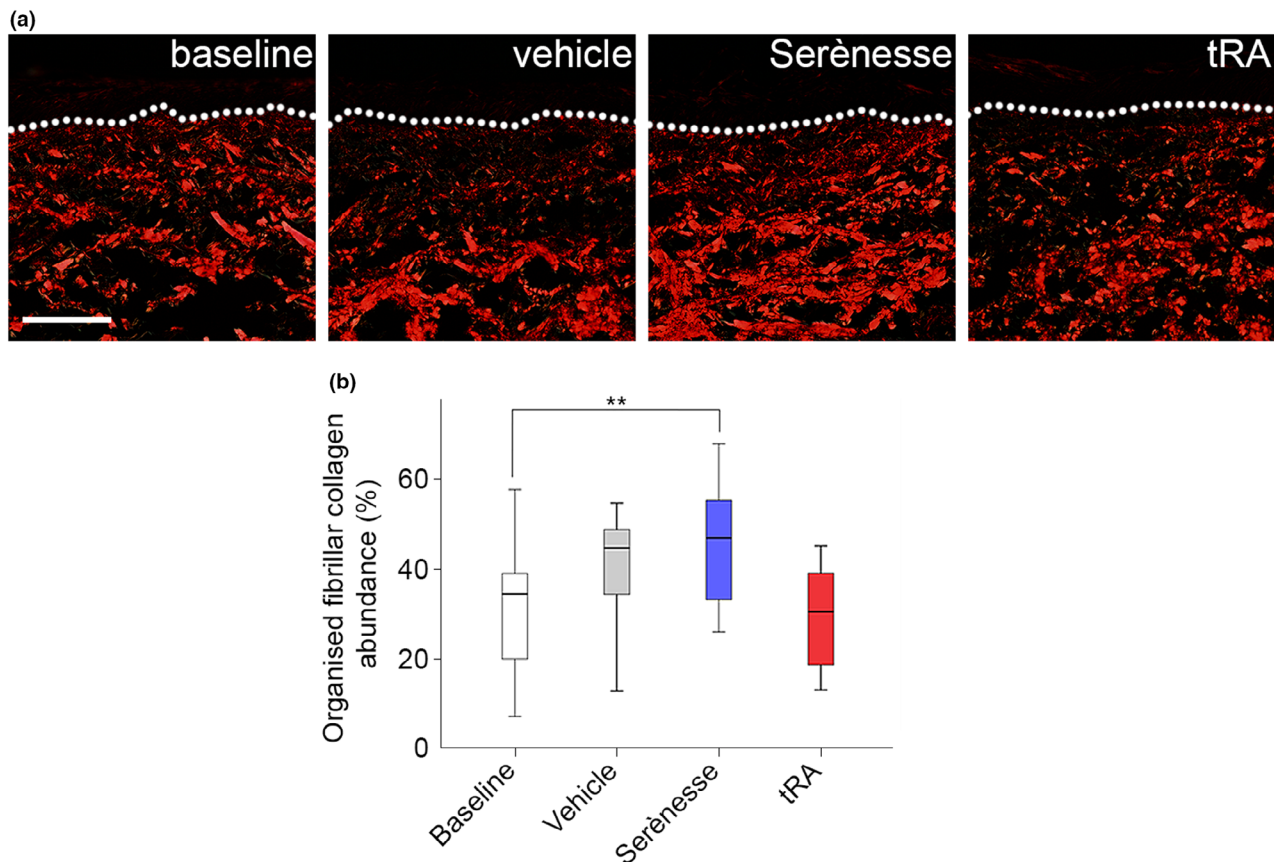 (a)
baseline
vehicle
Serènesse
tRA
(b)
**
Organised fibrillar collagen
abundance (%)
60
40
20
0
Baseline
Vehicle
Serènesse
tRA